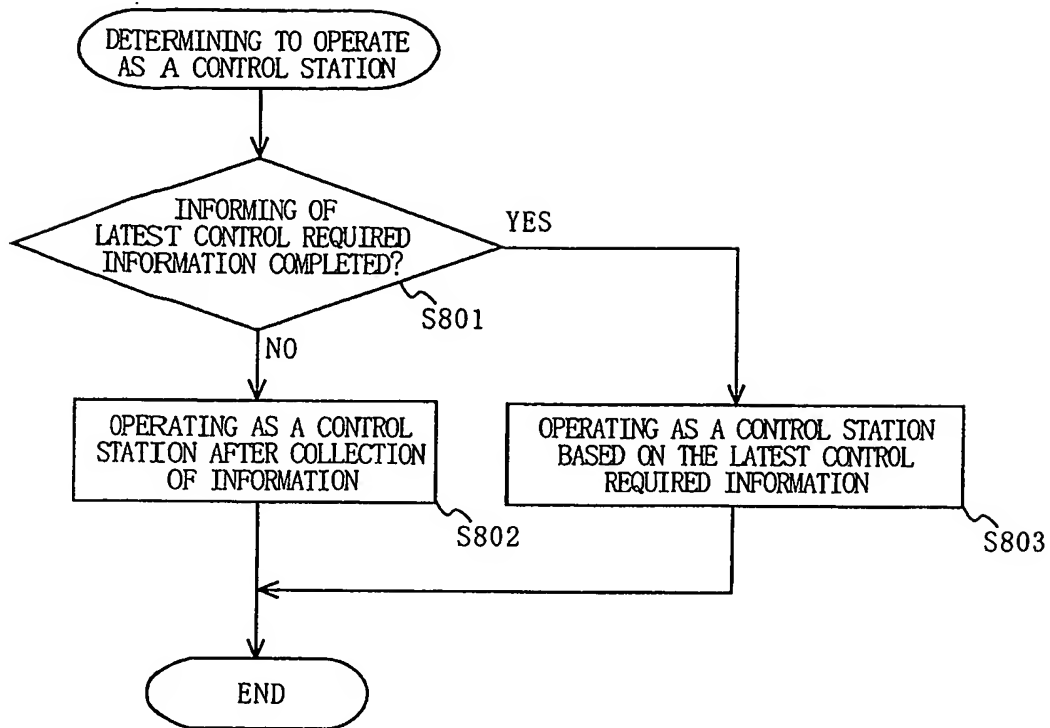 DETERMINING TO OPERATE
AS A CONTROL STATION
INFORMING OF
LATEST CONTROL REQUIRED
INFORMATION COMPLETED?
YES
S801
NO
OPERATING AS A CONTROL
STATION AFTER COLLECTION
OF INFORMATION
S802
OPERATING AS A CONTROL STATION
BASED ON THE LATEST CONTROL
REQUIRED INFORMATION
S803
END